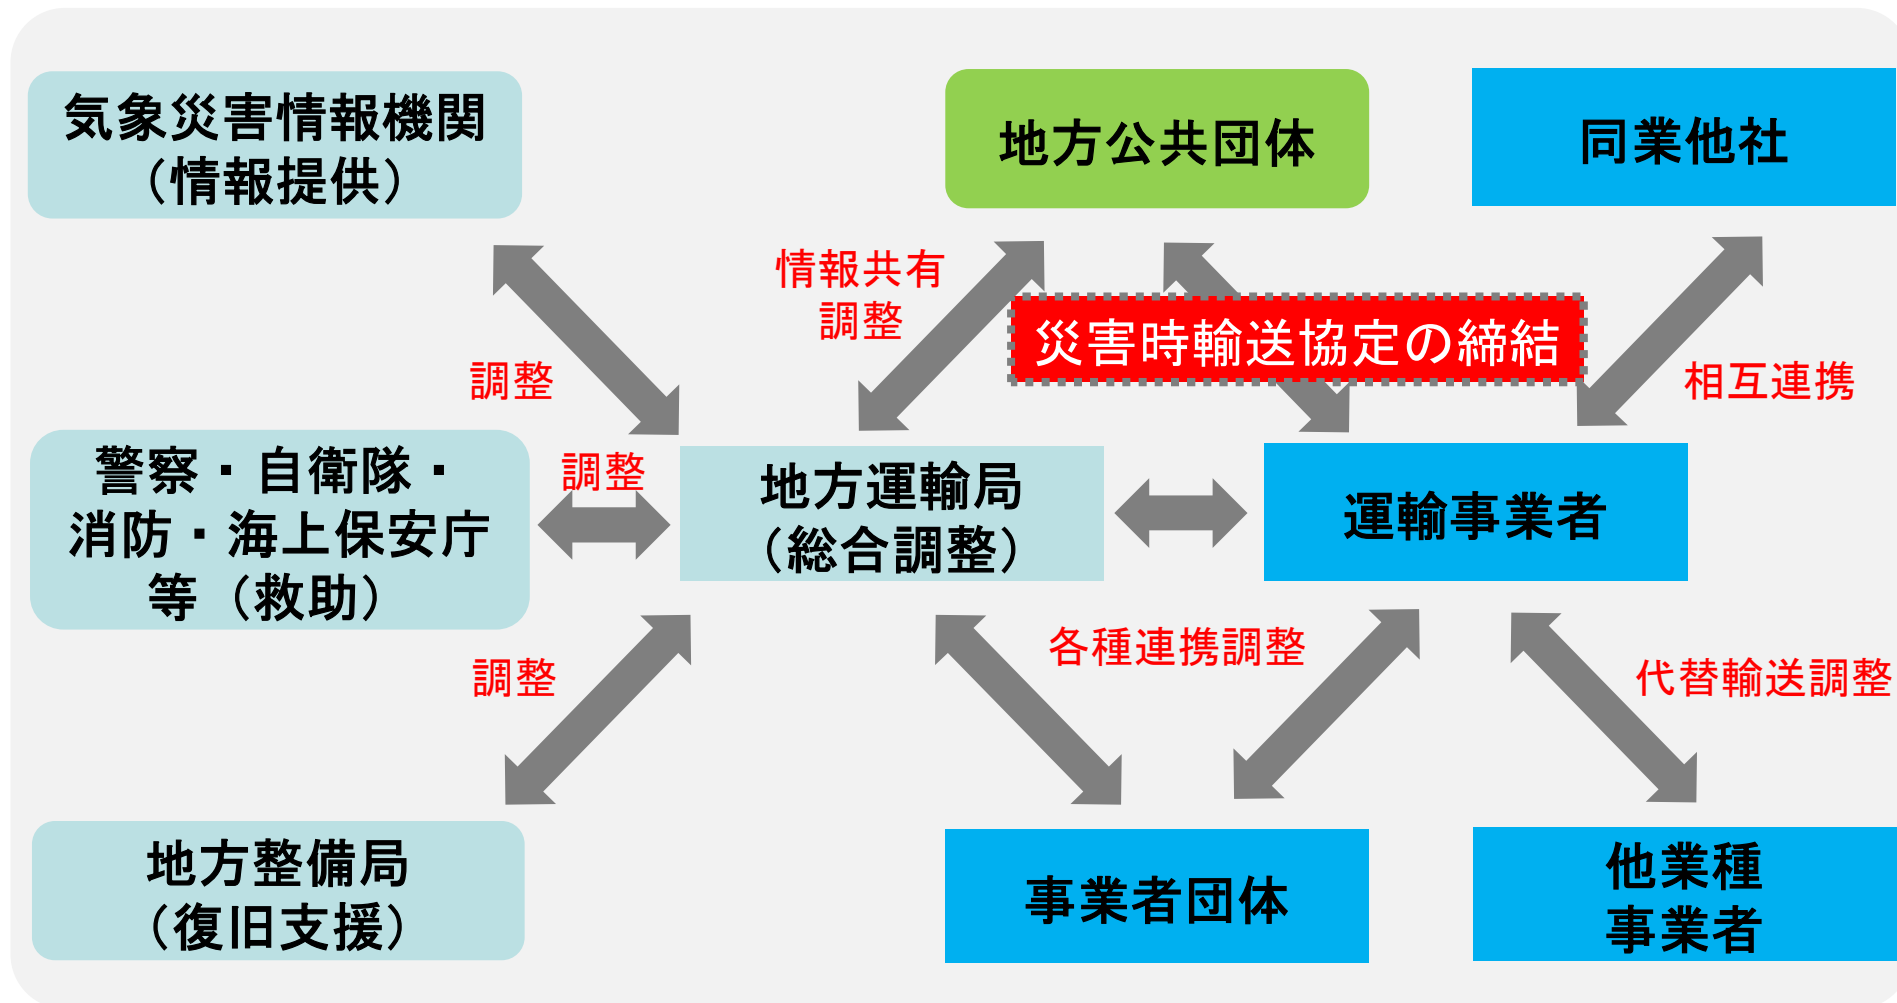 気象災害情報機関
（情報提供）
地方公共団体
同業他社
情報共有
調整
災害時輸送協定の締結
調整
相互連携
警察・自衛隊・
消防・海上保安庁
等（救助）
調整
地方運輸局
（総合調整）
運輸事業者
調整
各種連携調整
代替輸送調整
地方整備局
（復旧支援）
事業者団体
他業種
事業者